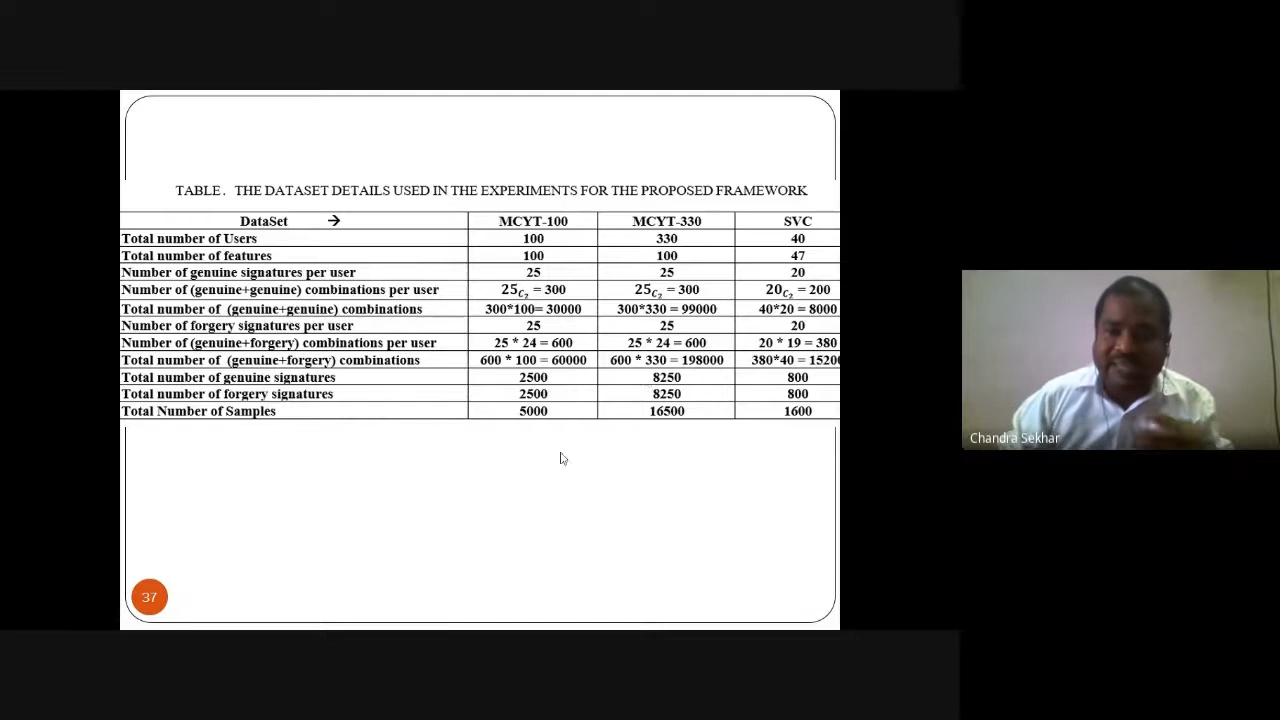 TABLE. THE DATASET DETAILS USED IN THE EXPERIMENTS FOR THE PROPOSED FRAMEWORK
DataSet → MCYT-100 MCYT-330 SVC
Total number of Users 100 330 40
Total number of features 100 100 47
Number of genuine signatures per user 25 25 20
Number of (genuine+genuine) combinations per user 25C2 = 300 25C2 = 300 20C2 = 200
Total number of (genuine+genuine) combinations 300*100= 30000 300*330 = 99000 40*20 = 8000
Number of forgery signatures per user 25 25 20
Number of (genuine+forgery) combinations per user 25 * 24 = 600 25 * 24 = 600 20 * 19 = 380
Total number of (genuine+forgery) combinations 600 * 100 = 60000 600 * 330 = 198000 380*40 = 15200
Total number of genuine signatures 2500 8250 800
Total number of forgery signatures 2500 8250 800
Total Number of Samples 5000 16500 1600
Chandra Sekhar
37